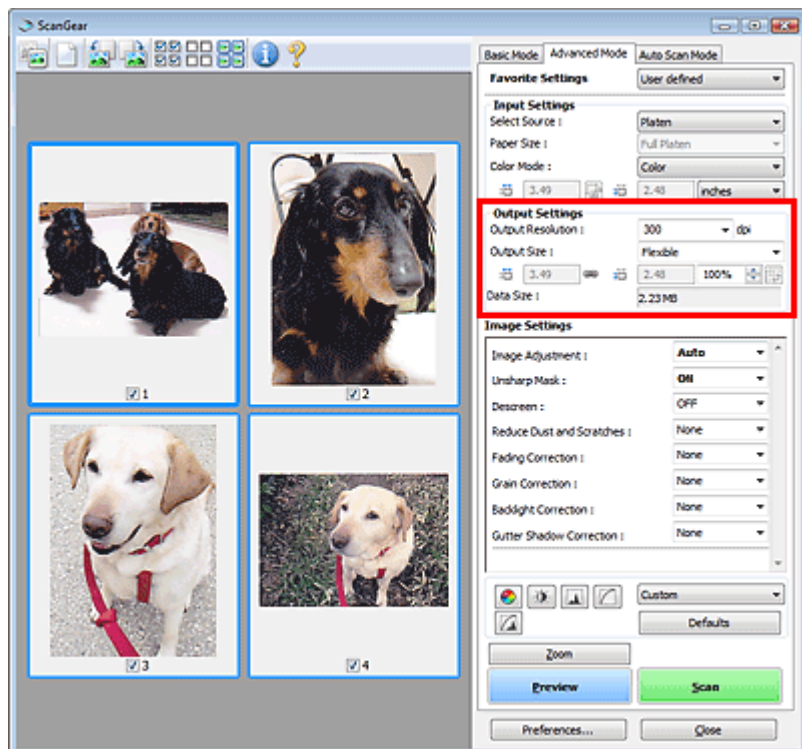 ScanGear
Basic Mode Advanced Mode Auto Scan Mode
Favorite Settings User defined
Input Settings
Select Source : Platen
Paper Size : Full Platen
Color Mode : Color
3.49 2.48 inches
Output Settings
Output Resolution : 300 dpi
Output Size : Flexible
3.49 2.48 100%
Data Size : 2.23 MB
Image Settings
Image Adjustment : Auto
Unsharp Mask : ON
Descreen : OFF
Reduce Dust and Scratches : None
Fading Correction : None
Grain Correction : None
Backlight Correction : None
Gutter Shadow Correction : None
Custom
Defaults
Zoom
Preview Scan
Preferences... Close
1 2
3 4